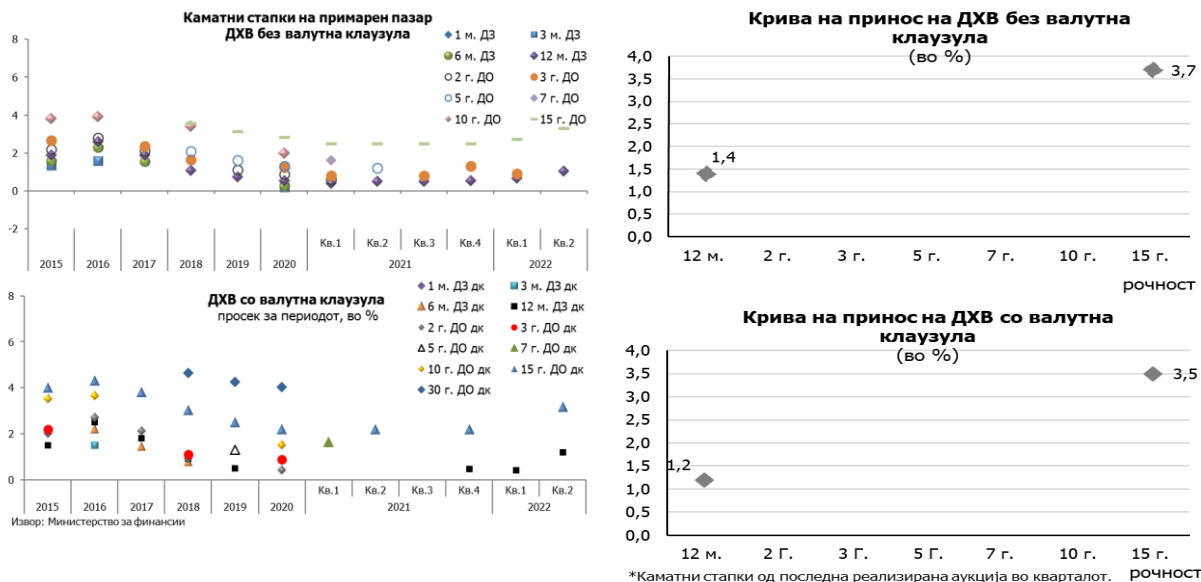 Каматни стапки на примарен пазар
ДХВ без валутна клаузула
1 м. ДЗ
3 м. ДЗ
6 м. ДЗ
12 м. ДЗ
2 г. ДО
3 г. ДО
5 г. ДО
7 г. ДО
10 г. ДО
15 г. ДО
8
6
4
2
0
-2
Кв.1 Кв.2 Кв.3 Кв.4 Кв.1 Кв.2
2015 2016 2017 2018 2019 2020 2021 2022
ДХВ со валутна клаузула
просек за периодот, во %
1 м. ДЗ дк
3 м. ДЗ дк
6 м. ДЗ дк
12 м. ДЗ дк
2 г. ДО дк
3 г. ДО дк
5 г. ДО дк
7 г. ДО дк
10 г. ДО дк
15 г. ДО дк
30 г. ДО дк
8
6
4
2
0
Кв.1 Кв.2 Кв.3 Кв.4 Кв.1 Кв.2
2015 2016 2017 2018 2019 2020 2021 2022
Извор: Министерство за финансии
Крива на принос на ДХВ без валутна
клаузула
(во %)
4,0
3,5
3,0
2,5
2,0
1,5
1,0
0,5
0,0
1,4
3,7
12 м. 2 г. 3 г. 5 г. 7 г. 10 г. 15 г.
рочност
Крива на принос на ДХВ со валутна
клаузула
(во %)
4,0
3,5
3,0
2,5
2,0
1,5
1,0
0,5
0,0
1,2
3,5
12 м. 2 Г. 3 Г. 5 Г. 7 г. 10 г. 15 г.
рочност
*Каматни стапки од последна реализирана аукција во кварталот.